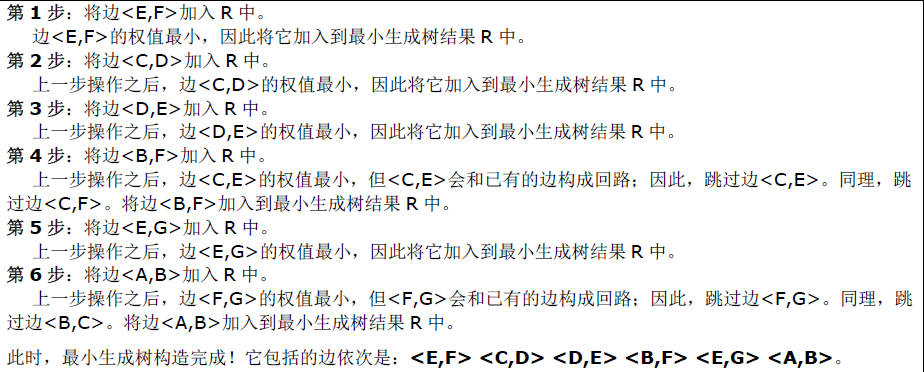 第 1 步：将边<E,F>加入 R 中。
边<E,F>的权值最小，因此将它加入到最小生成树结果 R 中。
第 2 步：将边<C,D>加入 R 中。
上一步操作之后，边<C,D>的权值最小，因此将它加入到最小生成树结果 R 中。
第 3 步：将边<D,E>加入 R 中。
上一步操作之后，边<D,E>的权值最小，因此将它加入到最小生成树结果 R 中。
第 4 步：将边<B,F>加入 R 中。
上一步操作之后，边<C,E>的权值最小，但<C,E>会和已有的边构成回路；因此，跳过边<C,E>。同理，跳
过边<C,F>。将边<B,F>加入到最小生成树结果 R 中。
第 5 步：将边<E,G>加入 R 中。
上一步操作之后，边<E,G>的权值最小，因此将它加入到最小生成树结果 R 中。
第 6 步：将边<A,B>加入 R 中。
上一步操作之后，边<F,G>的权值最小，但<F,G>会和已有的边构成回路；因此，跳过边<F,G>。同理，跳
过边<B,C>。将边<A,B>加入到最小生成树结果 R 中。
此时，最小生成树构造完成！它包括的边依次是：<E,F> <C,D> <D,E> <B,F> <E,G> <A,B>。